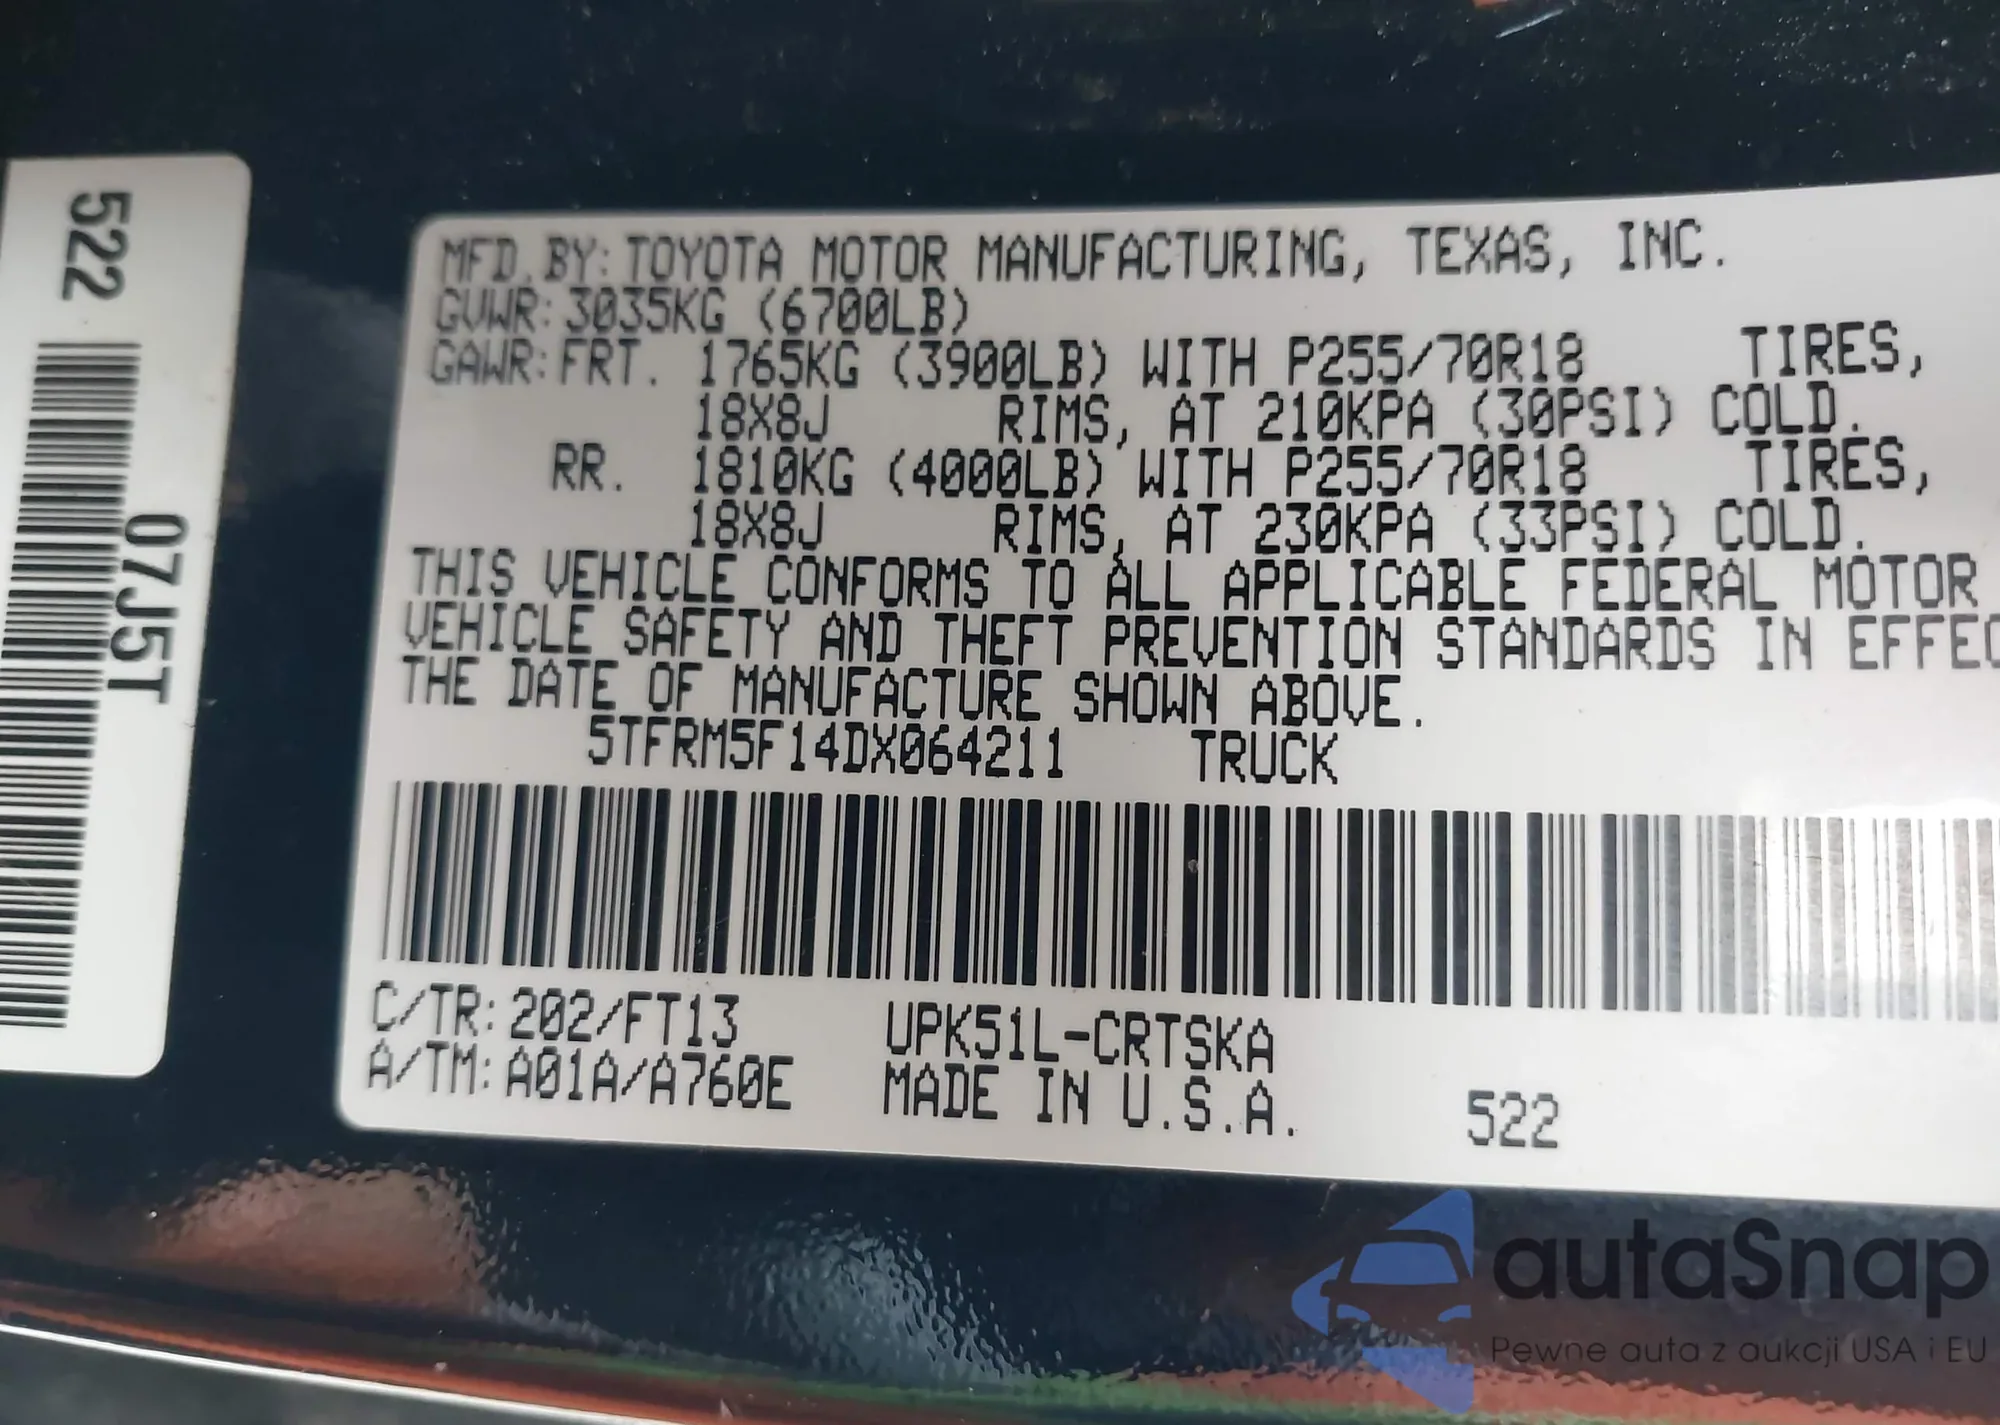 522
07J5T
MFD. BY: TOYOTA MOTOR MANUFACTURING, TEXAS, INC.
GVWR: 3035KG (6700LB)
GAWR: FRT. 1765KG (3900LB) WITH P255/70R18 TIRES,
18X8J RIMS, AT 210KPA (30PSI) COLD.
RR. 1810KG (4000LB) WITH P255/70R18 TIRES,
18X8J RIMS, AT 230KPA (33PSI) COLD.
THIS VEHICLE CONFORMS TO ALL APPLICABLE FEDERAL MOTOR
VEHICLE SAFETY AND THEFT PREVENTION STANDARDS IN EFFEC
THE DATE OF MANUFACTURE SHOWN ABOVE.
5TFRM5F14DX064211 TRUCK
C/TR: 202/FT13 UPK51L-CRTSKA
A/TM: A01A/A760E MADE IN U.S.A. 522
autaSnap
Pewne auta z aukcji USA i EU